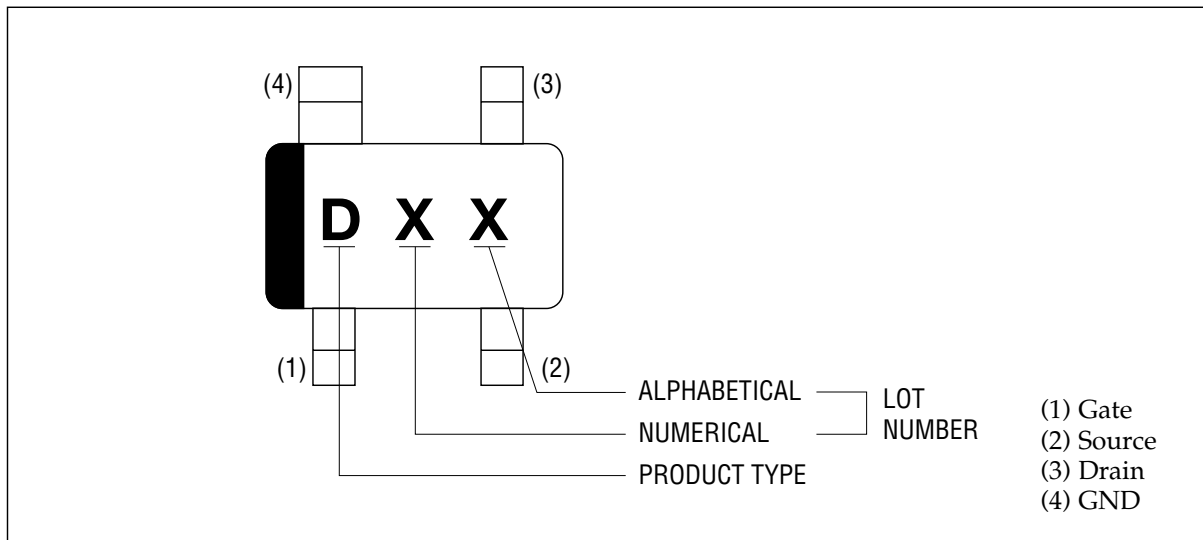 (4)
(3)
D X X
(1)
(2)
ALPHABETICAL
NUMERICAL
LOT
NUMBER
PRODUCT TYPE
(1) Gate
(2) Source
(3) Drain
(4) GND